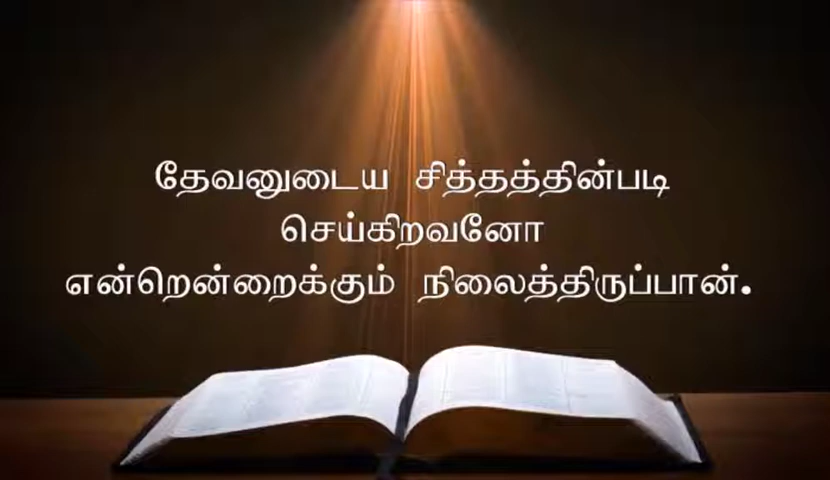 தேவனுடைய சித்தத்தின்படி
செய்கிறவனோ
என்றென்றைக்கும் நிலைத்திருப்பான்.